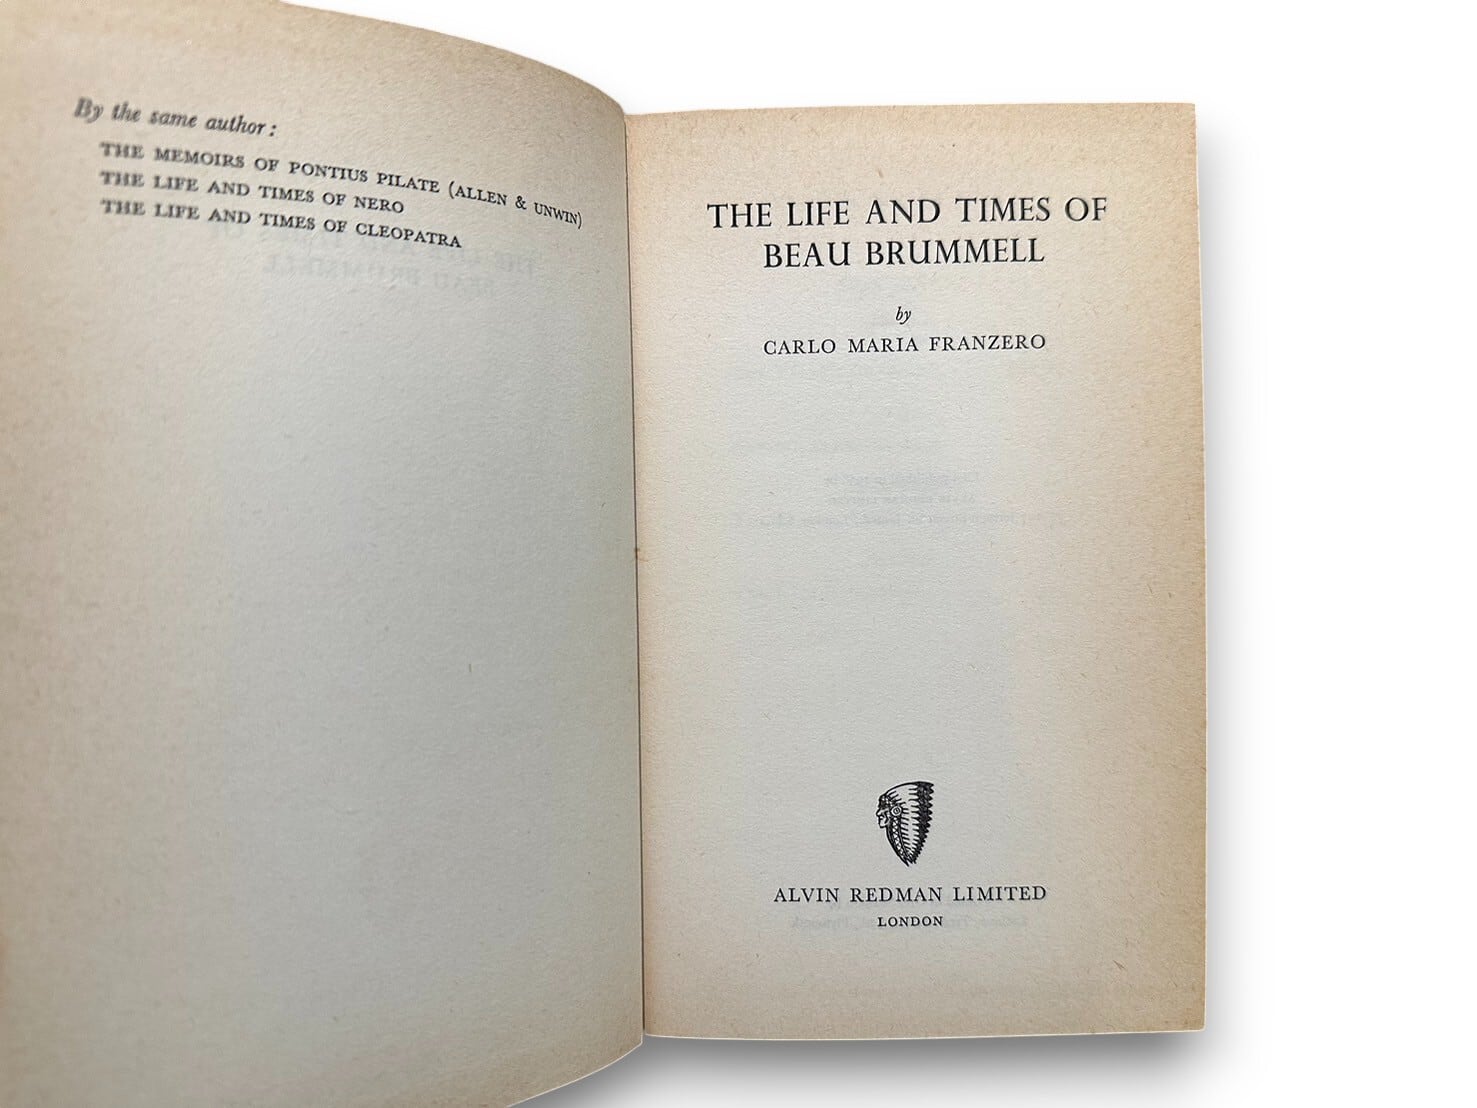 By the same author:
THE MEMOIRS OF PONTIUS PILATE (ALLEN & UNWIN)
THE LIFE AND TIMES OF NERO
THE LIFE AND TIMES OF CLEOPATRA
THE LIFE AND TIMES OF
BEAU BRUMMELL
by
CARLO MARIA FRANZERO
ALVIN REDMAN LIMITED
LONDON